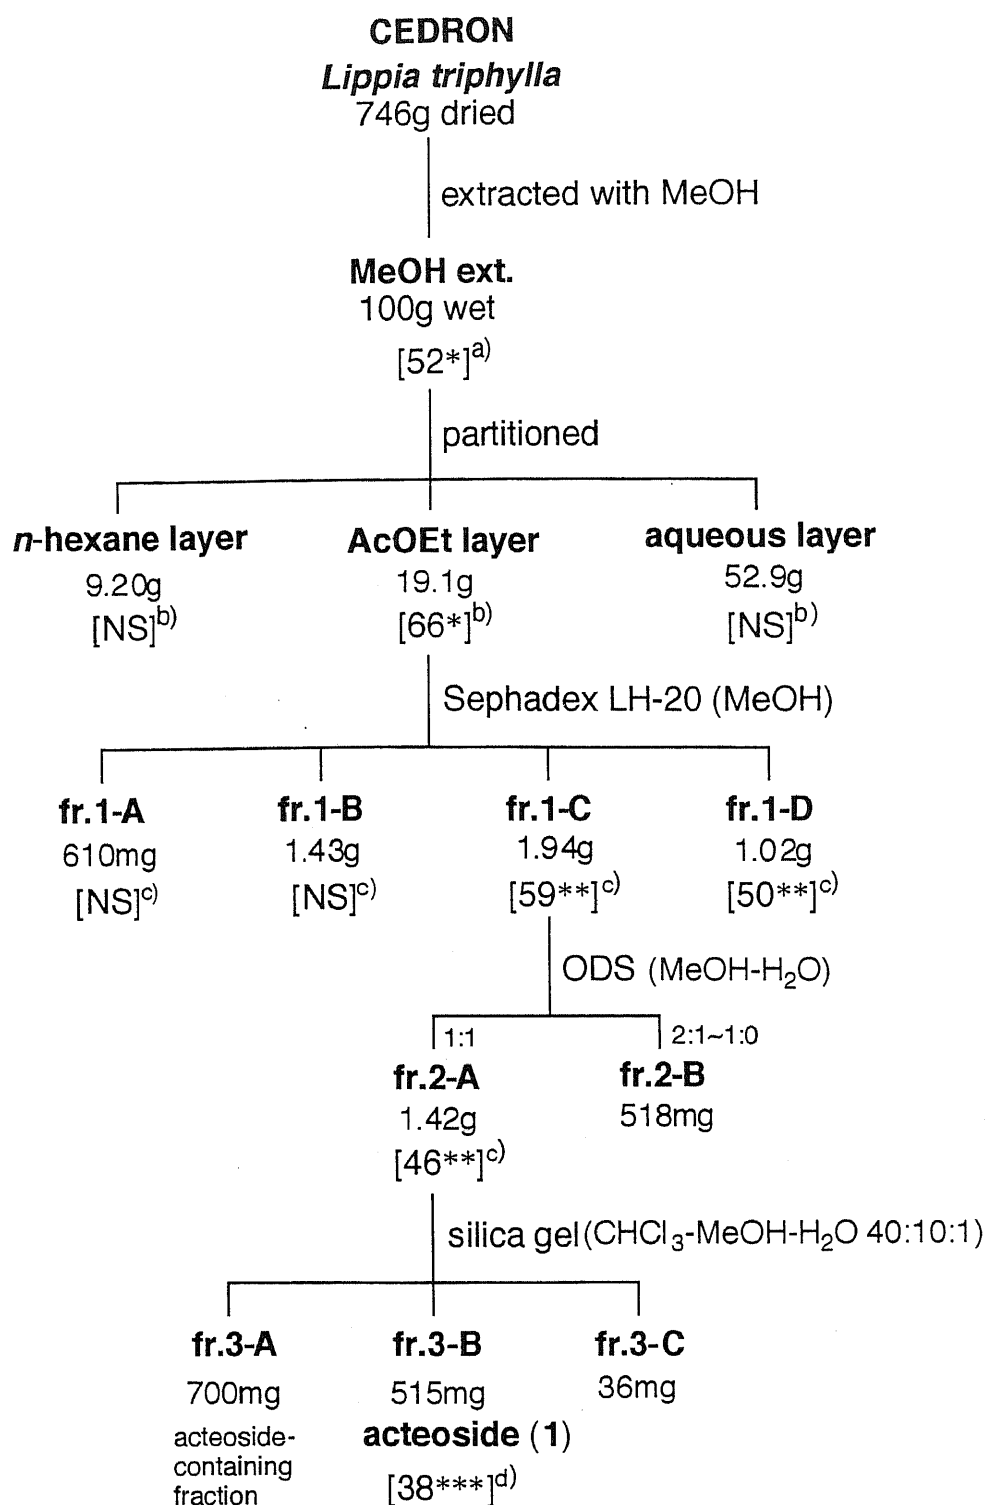 CEDRON
Lippia triphylla
746g dried
extracted with MeOH
MeOH ext.
100g wet
[52*]a)
partitioned
n-hexane layer
9.20g
[NS]b)
AcOEt layer
19.1g
[66*]b)
aqueous layer
52.9g
[NS]b)
Sephadex LH-20 (MeOH)
fr.1-A
610mg
[NS]c)
fr.1-B
1.43g
[NS]c)
fr.1-C
1.94g
[59**]c)
fr.1-D
1.02g
[50**]c)
ODS (MeOH-H2O)
1:1
fr.2-A
1.42g
[46**]c)
2:1~1:0
fr.2-B
518mg
silica gel(CHCl3-MeOH-H2O 40:10:1)
fr.3-A
700mg
acteoside-
containing
fraction
fr.3-B
515mg
acteoside (1)
[38***]d)
fr.3-C
36mg